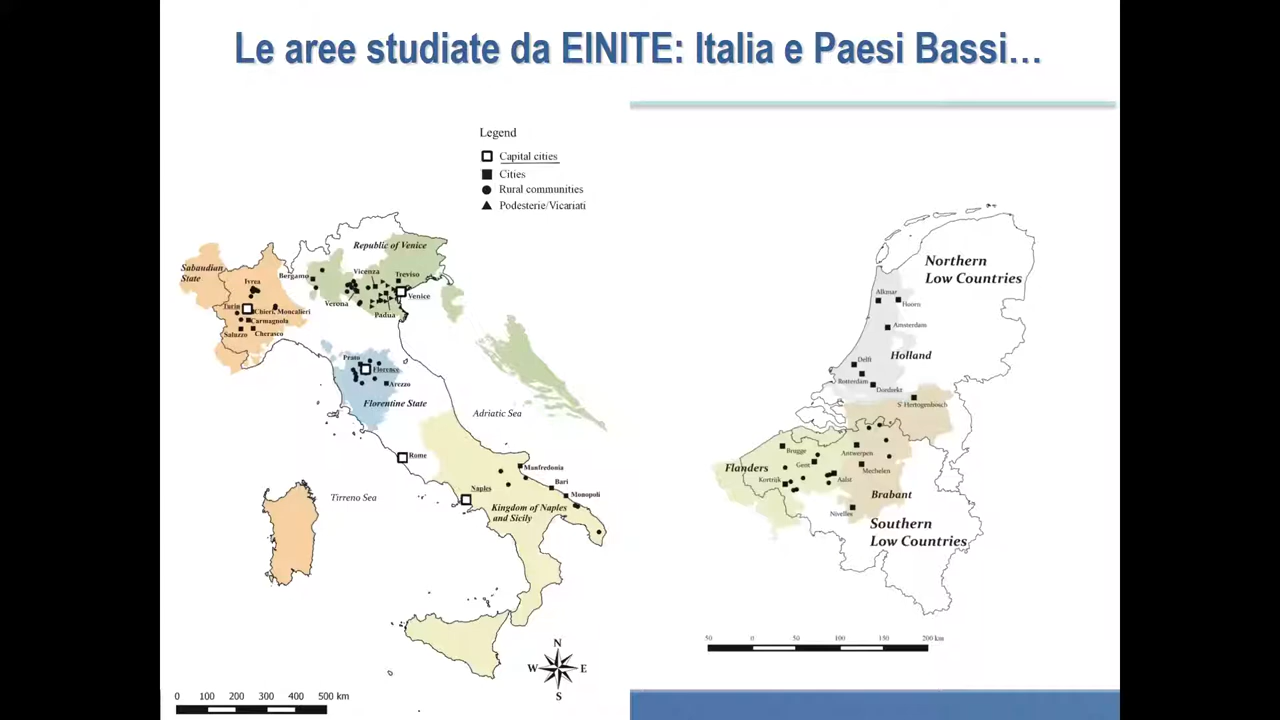 Le aree studiate da EINITE: Italia e Paesi Bassi…
Legend
Capital cities
Cities
Rural communities
Podesterie/Vicariati
Republic of Venice
Sabaudian
State
Bergamo
Vicenza
Treviso
Ivrea
Verona
Venice
Padua
Turin
Chieri, Moncalieri
Carmagnola
Saluzzo
Cherasco
Prato
Florence
Arezzo
Florentine State
Adriatic Sea
Rome
Manfredonia
Bari
Naples
Monopoli
Tirreno Sea
Kingdom of Naples
and Sicily
N
W
E
S
0 100 200 300 400 500 km
Northern
Low Countries
Alkmar
Hoorn
Amsterdam
Holland
Delft
Rotterdam
Dordrekt
S' Hertogenbosch
Brugge
Antwerpen
Flanders
Gent
Mechelen
Kortrijk
Aalst
Brabant
Nivelles
Southern
Low Countries
50 0 50 100 150 200 km